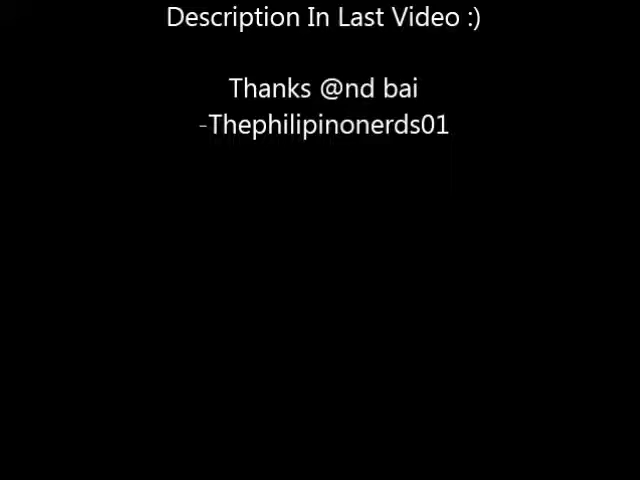 Description In Last Video :)
Thanks @nd bai
-Thephilipinonerds01